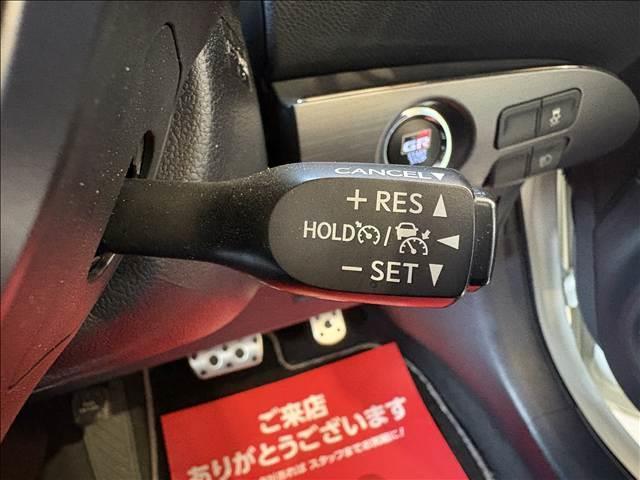 CANCEL▼
+ RES ▲
HOLD / ◀
− SET ▼
GR
ご来店
ありがとうございます